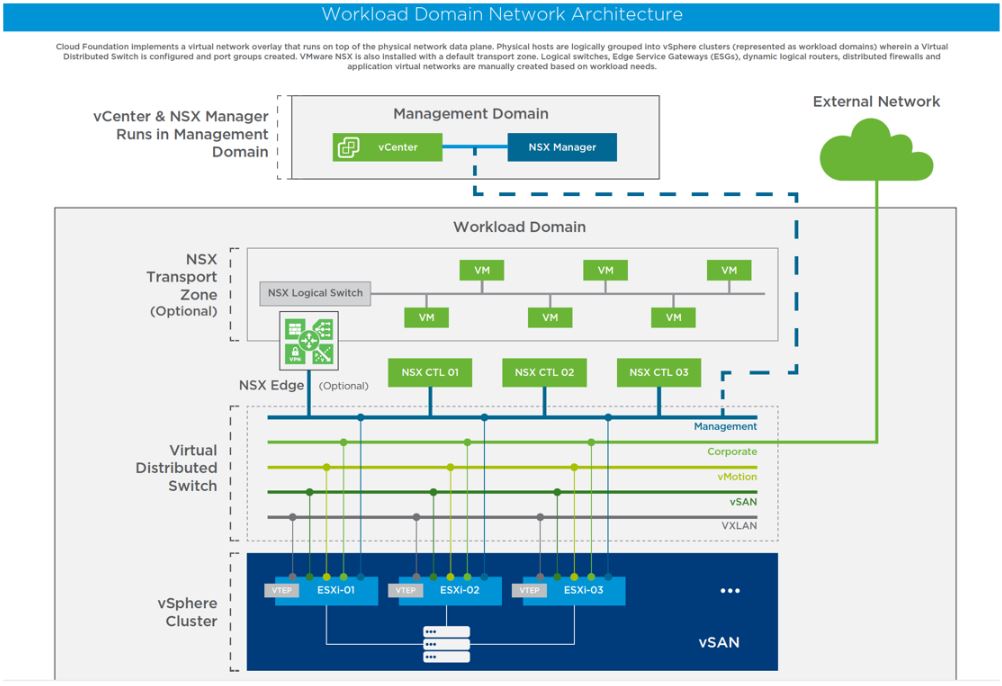 Workload Domain Network Architecture
Cloud Foundation implements a virtual network overlay that runs on top of the physical network data plane. Physical hosts are logically grouped into vSphere clusters (represented as workload domains) wherein a Virtual
Distributed Switch is configured and port groups created. VMware NSX is also installed with a default transport zone. Logical switches, Edge Service Gateways (ESGs), dynamic logical routers, distributed firewalls and
application virtual networks are manually created based on workload needs.
vCenter & NSX Manager
Runs in Management
Domain
Management Domain
vCenter
NSX Manager
External Network
Workload Domain
NSX
Transport
Zone
(Optional)
NSX Logical Switch
VM
VM
VM
VM
VM
VM
VPN
NSX Edge (Optional)
NSX CTL 01
NSX CTL 02
NSX CTL 03
Virtual
Distributed
Switch
Management
Corporate
vMotion
vSAN
VXLAN
vSphere
Cluster
VTEP
ESXi-01
VTEP
ESXi-02
VTEP
ESXi-03
...
vSAN